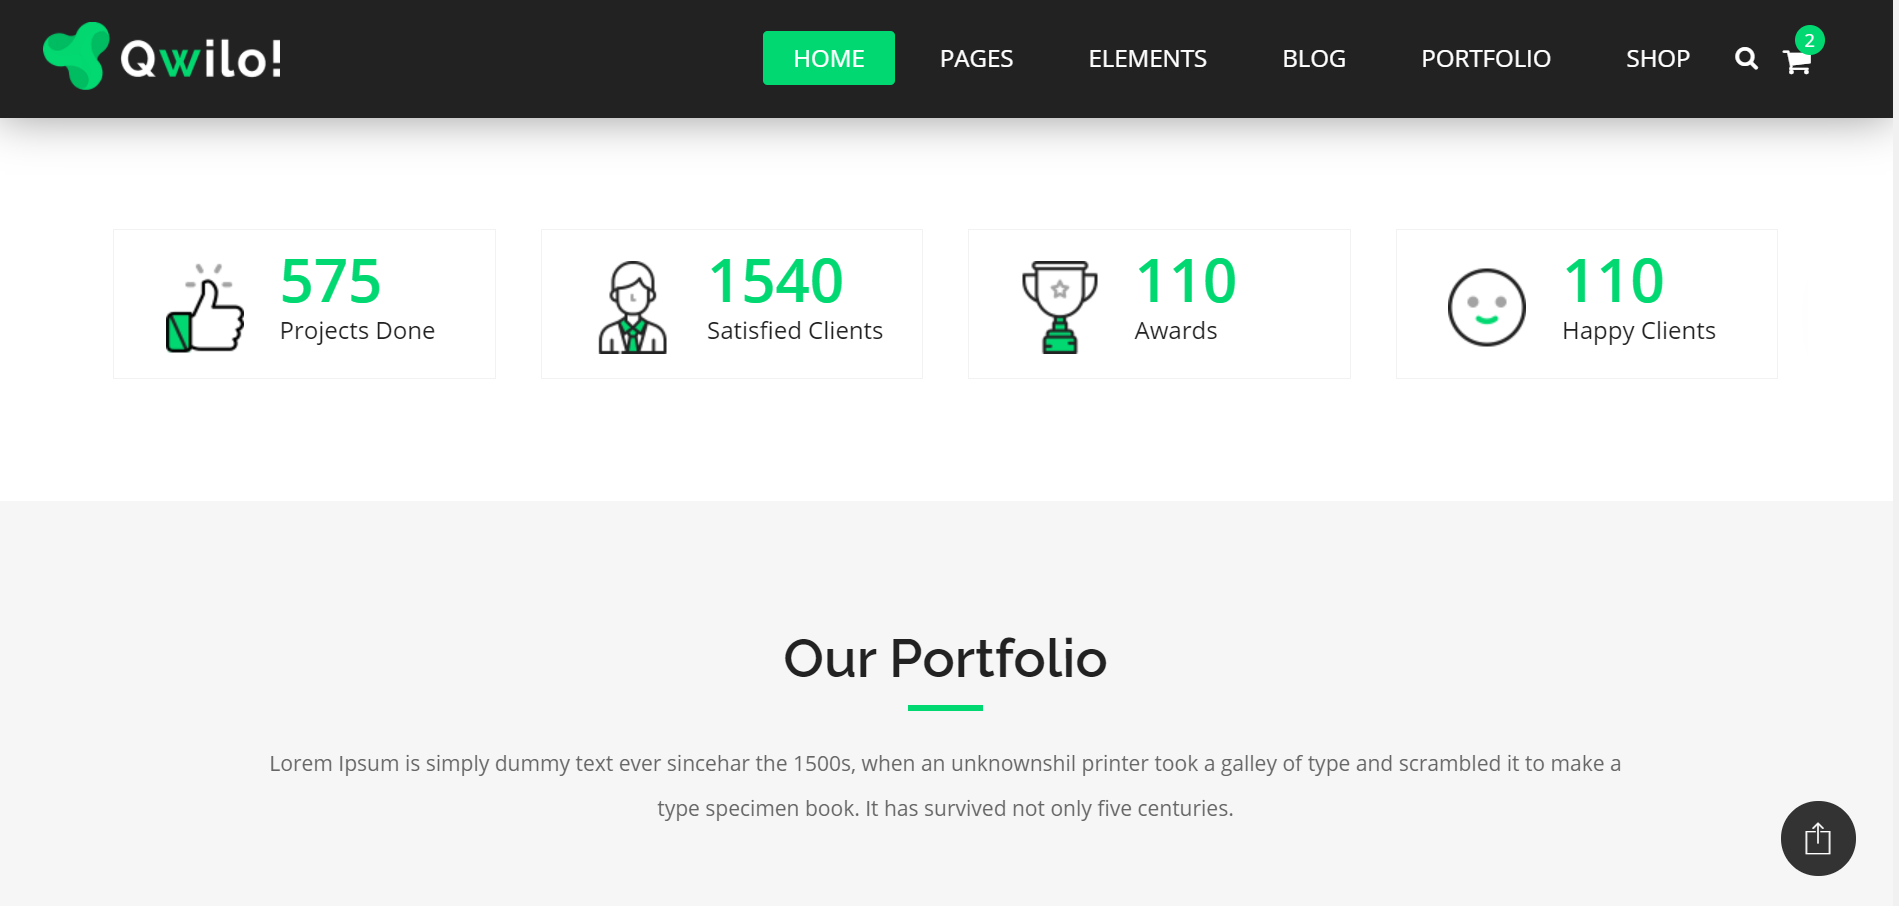 Qwilo!
HOME PAGES ELEMENTS BLOG PORTFOLIO SHOP 2
575
Projects Done
1540
Satisfied Clients
110
Awards
110
Happy Clients
Our Portfolio
Lorem Ipsum is simply dummy text ever sincehar the 1500s, when an unknownshil printer took a galley of type and scrambled it to make a
type specimen book. It has survived not only five centuries.